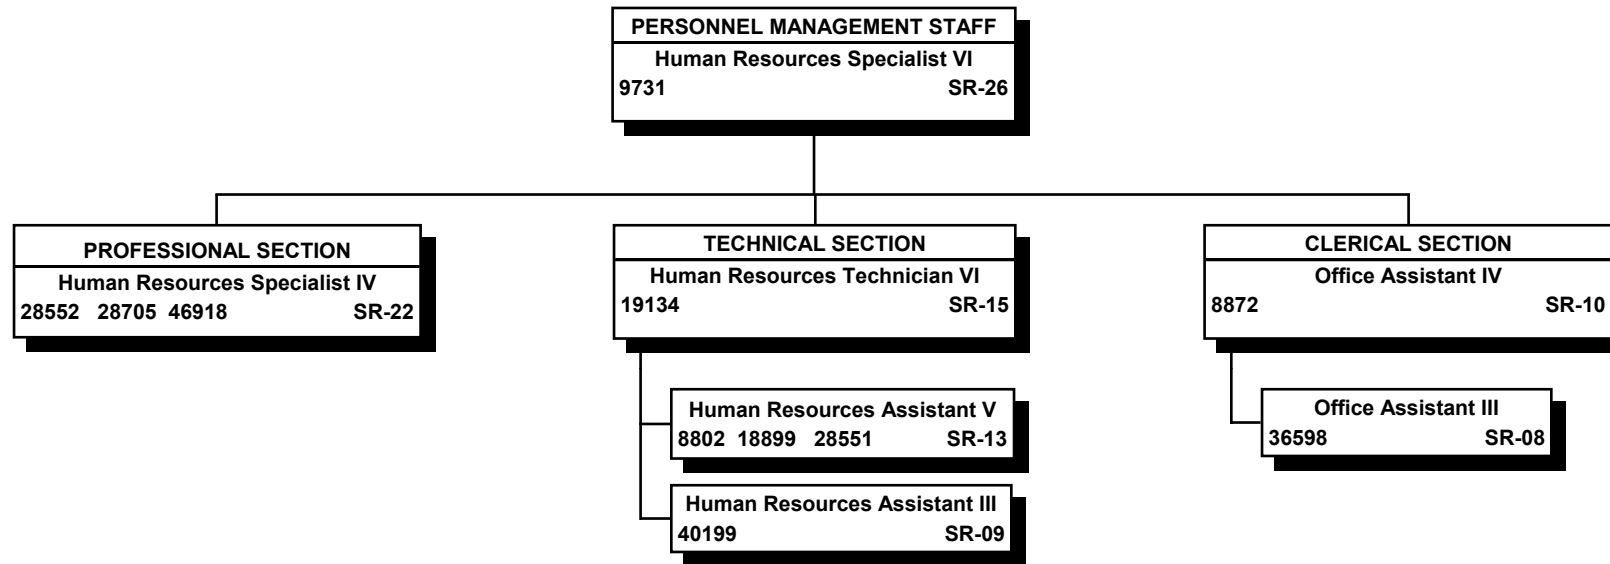 PERSONNEL MANAGEMENT STAFF
Human Resources Specialist VI
9731 SR-26
PROFESSIONAL SECTION
Human Resources Specialist IV
28552 28705 46918 SR-22
TECHNICAL SECTION
Human Resources Technician VI
19134 SR-15
Human Resources Assistant V
8802 18899 28551 SR-13
Human Resources Assistant III
40199 SR-09
CLERICAL SECTION
Office Assistant IV
8872 SR-10
Office Assistant III
36598 SR-08